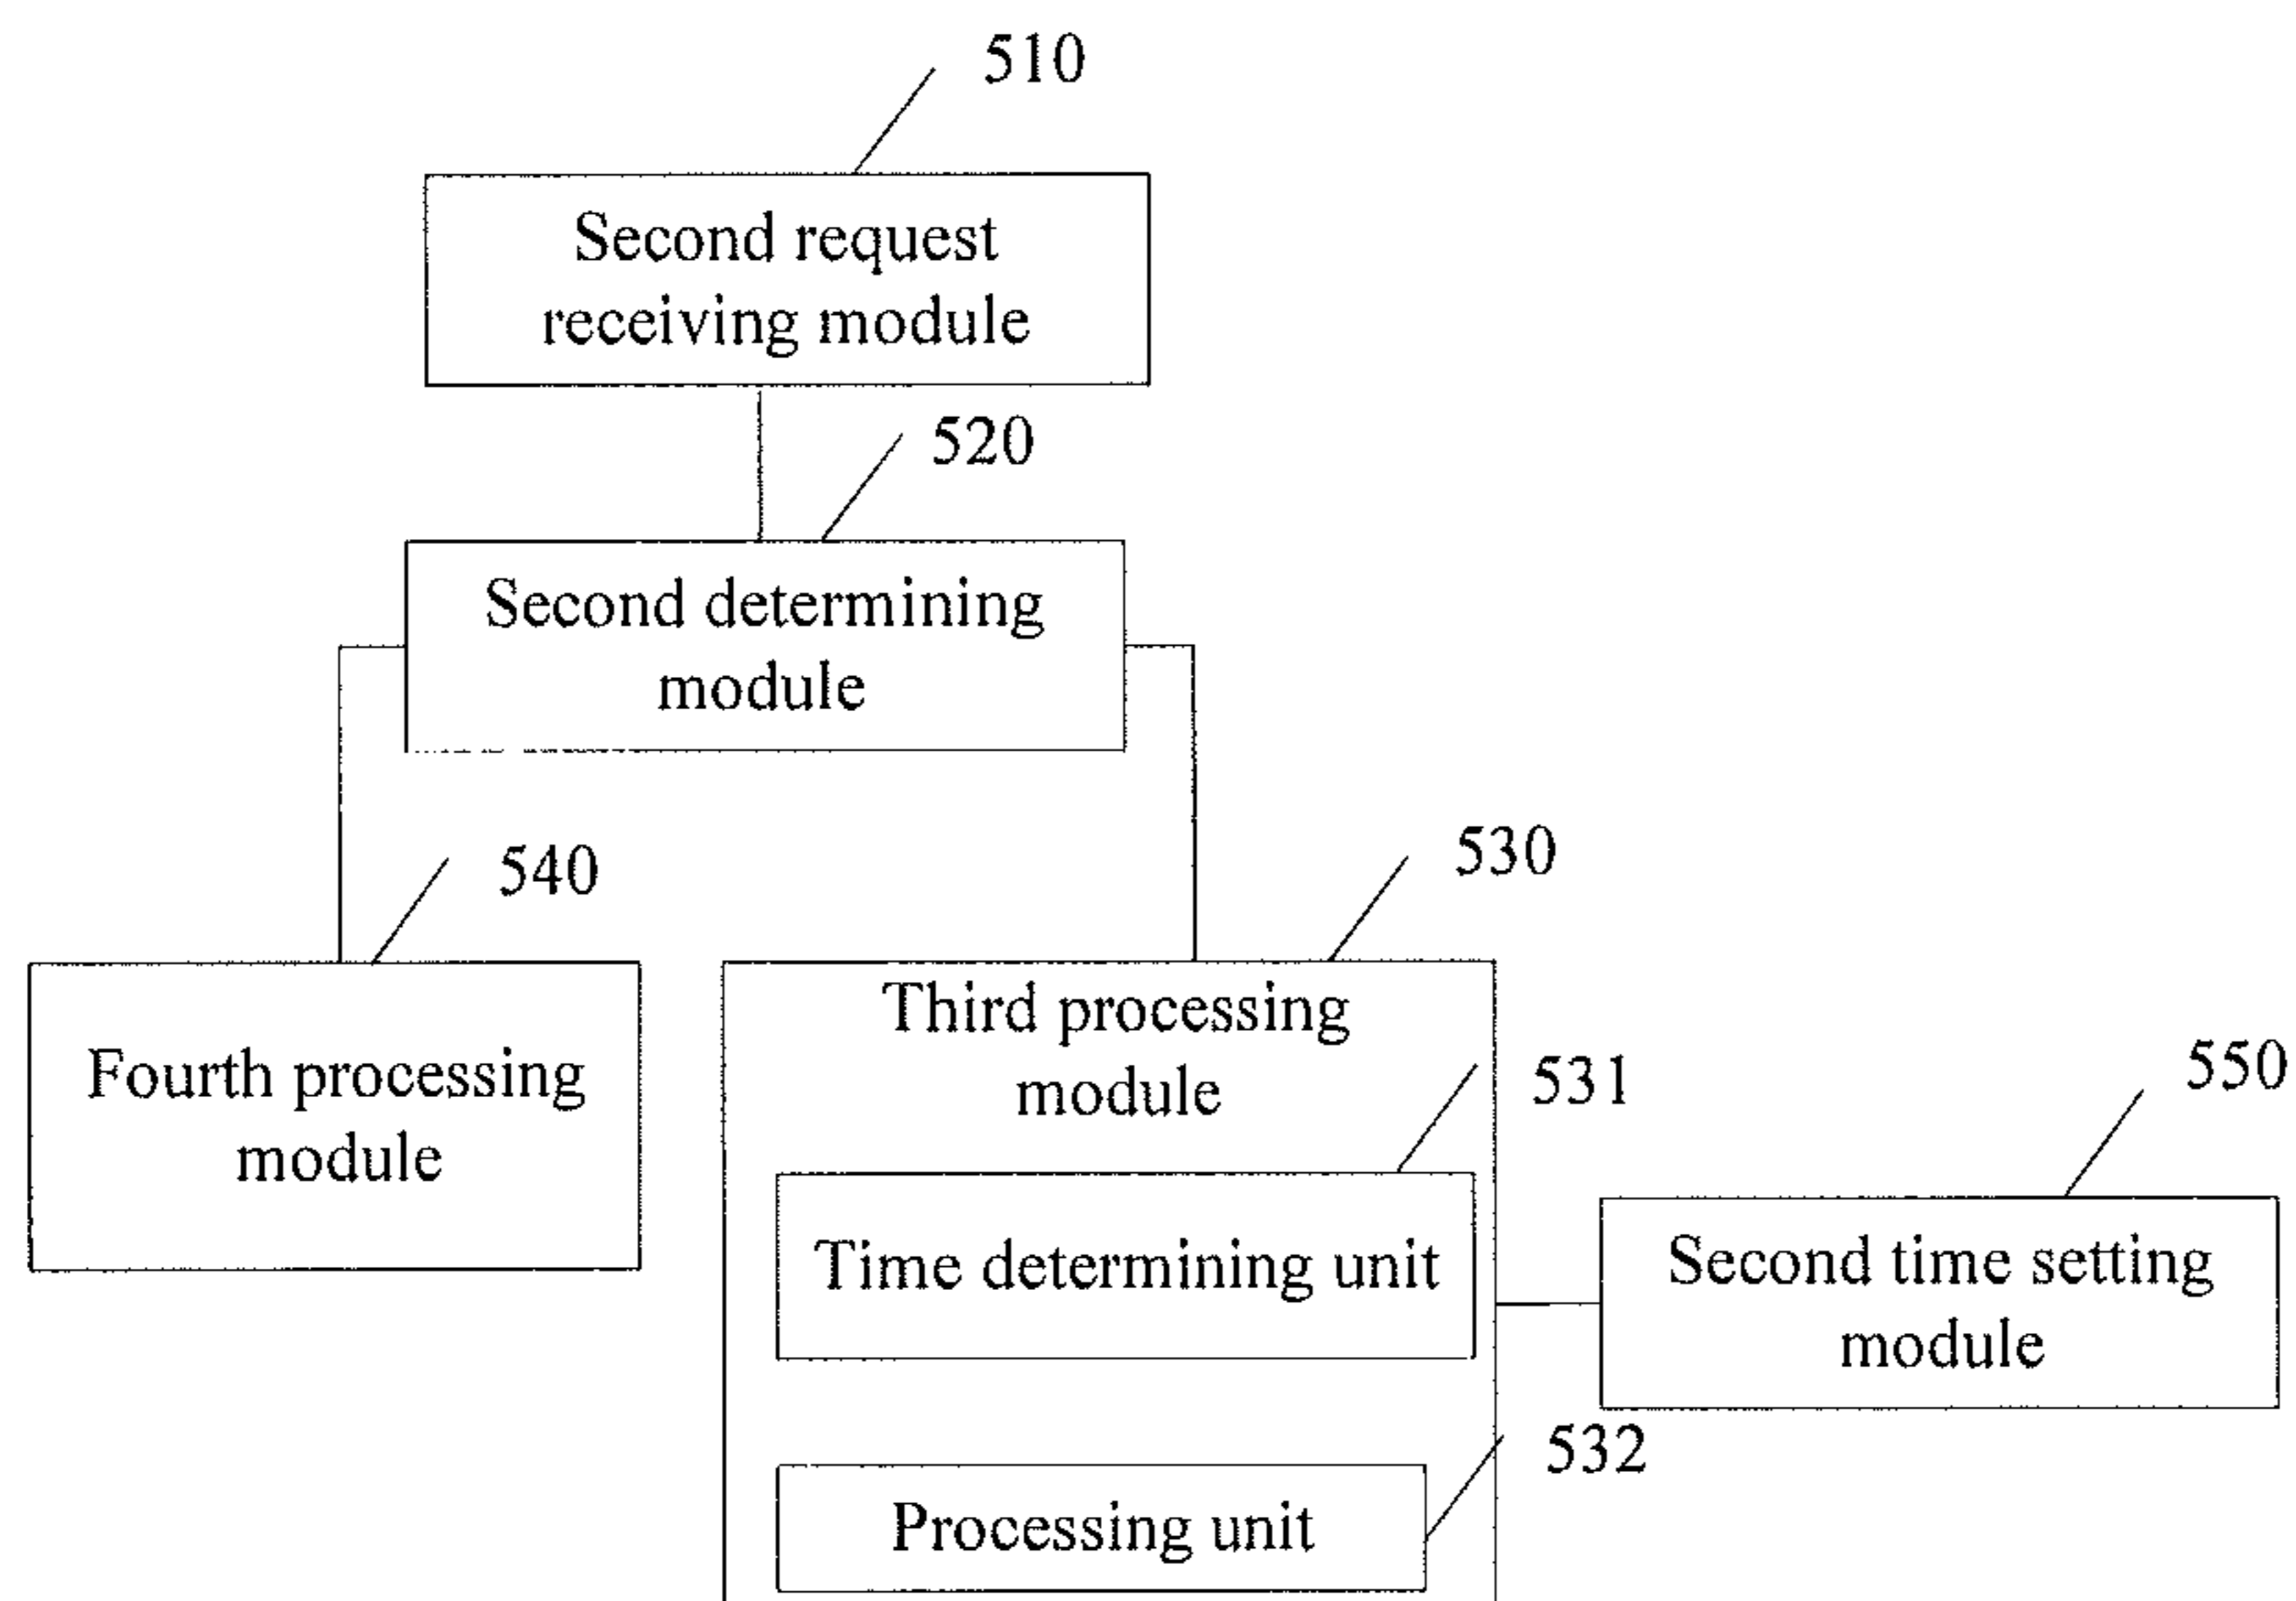 510
Second request
receiving module
520
Second determining
module
540
530
Fourth processing
module
Third processing
module
531
550
Time determining unit
Second time setting
module
532
Processing unit